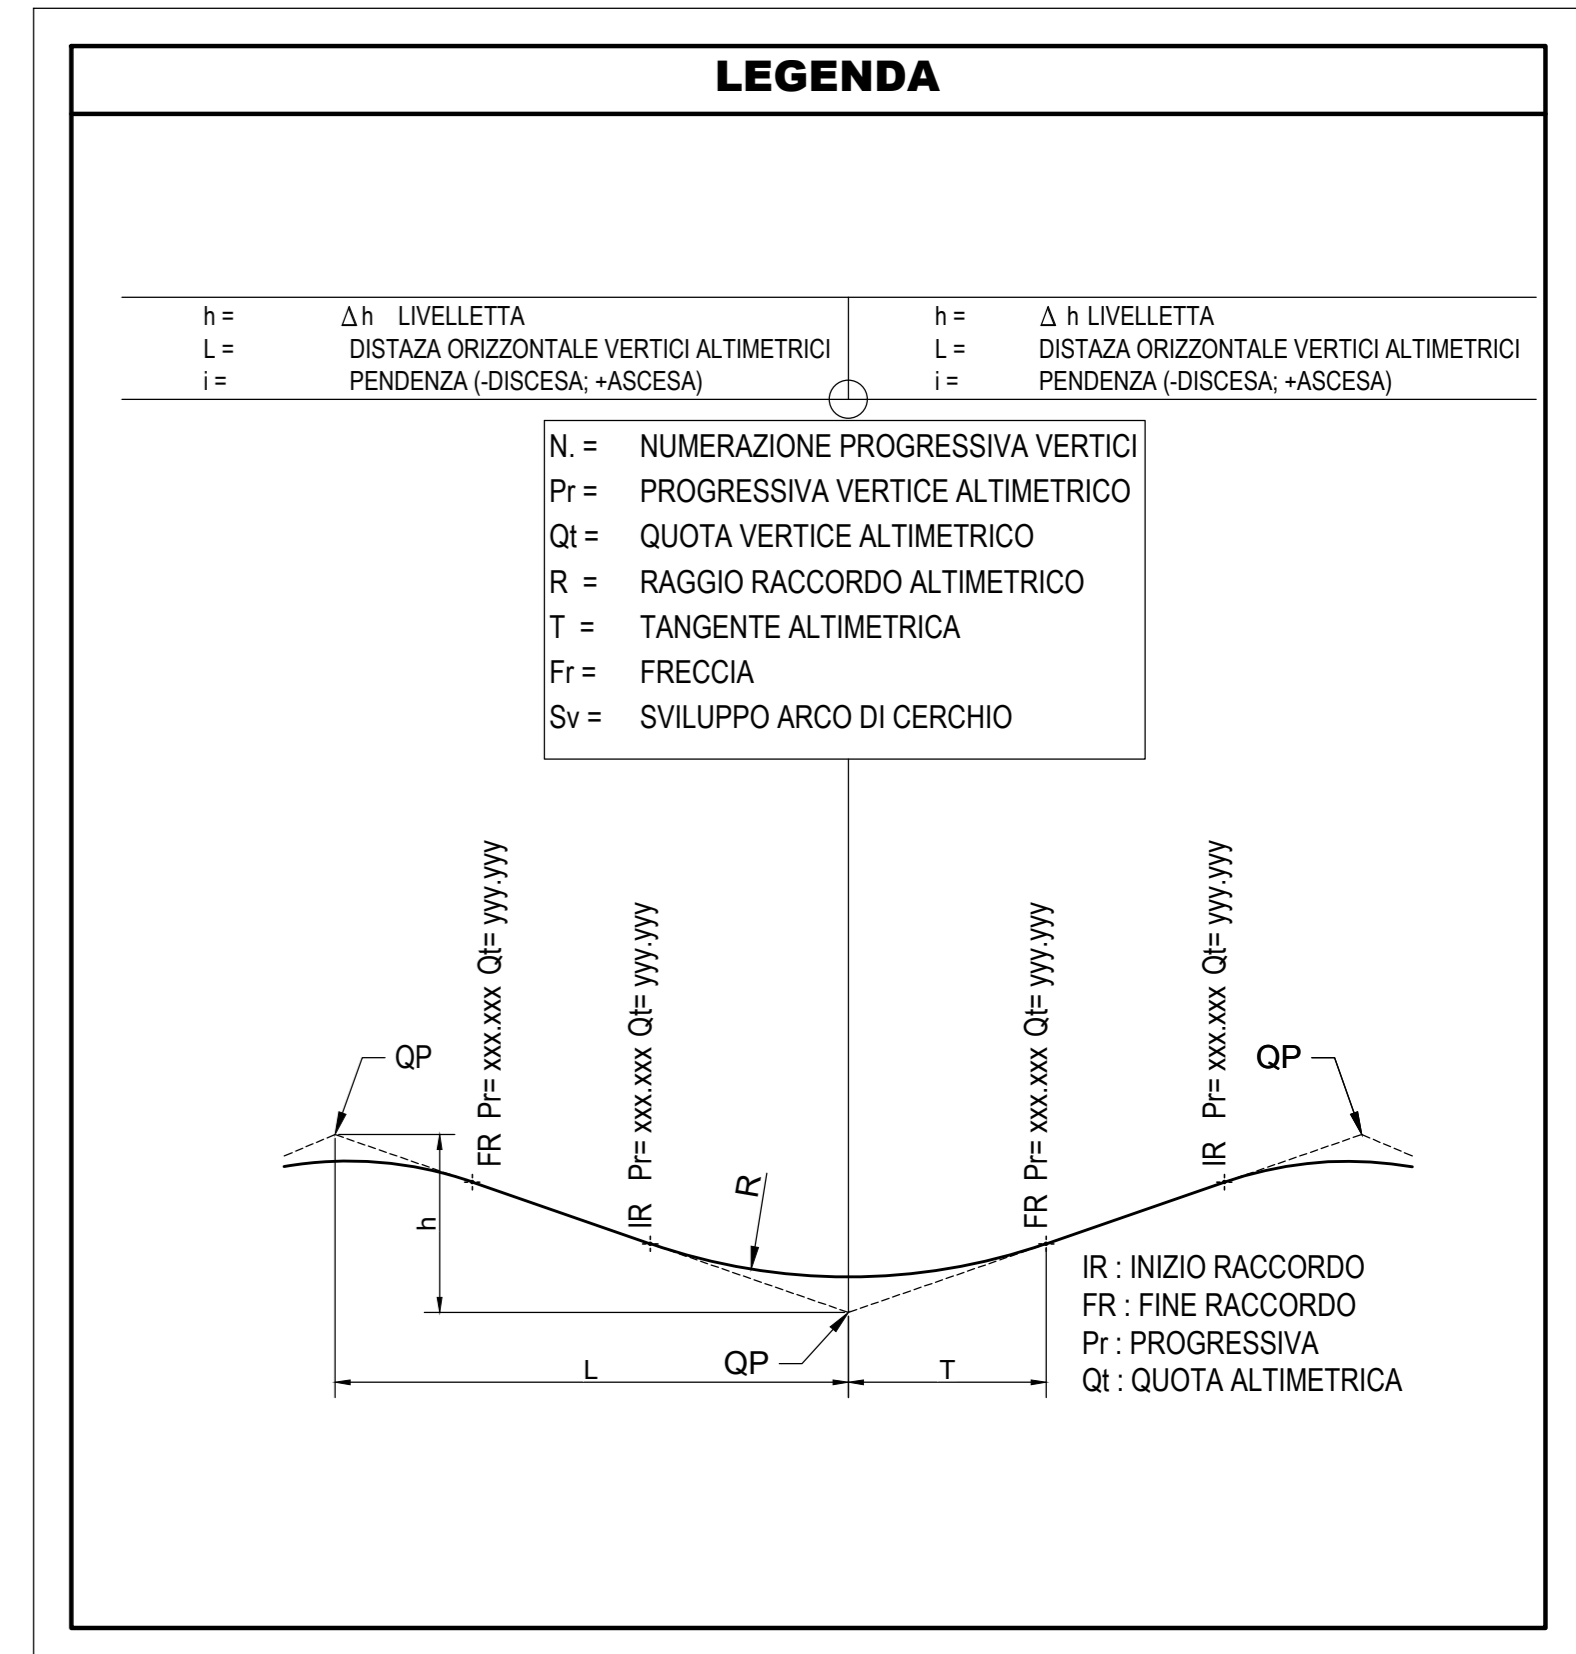 LEGENDA
h = Δ h LIVELLETTA
L = DISTAZA ORIZZONTALE VERTICI ALTIMETRICI
i = PENDENZA (-DISCESA; +ASCESA)
h = Δ h LIVELLETTA
L = DISTAZA ORIZZONTALE VERTICI ALTIMETRICI
i = PENDENZA (-DISCESA; +ASCESA)
N. = NUMERAZIONE PROGRESSIVA VERTICI
Pr = PROGRESSIVA VERTICE ALTIMETRICO
Qt = QUOTA VERTICE ALTIMETRICO
R = RAGGIO RACCORDO ALTIMETRICO
T = TANGENTE ALTIMETRICA
Fr = FRECCIA
Sv = SVILUPPO ARCO DI CERCHIO
QP
FR Pr= xxx.xxx Qt= yyy.yyy
IR Pr= xxx.xxx Qt= yyy.yyy
FR Pr= xxx.xxx Qt= yyy.yyy
IR Pr= xxx.xxx Qt= yyy.yyy
QP
h
R
L
QP
T
IR : INIZIO RACCORDO
FR : FINE RACCORDO
Pr : PROGRESSIVA
Qt : QUOTA ALTIMETRICA